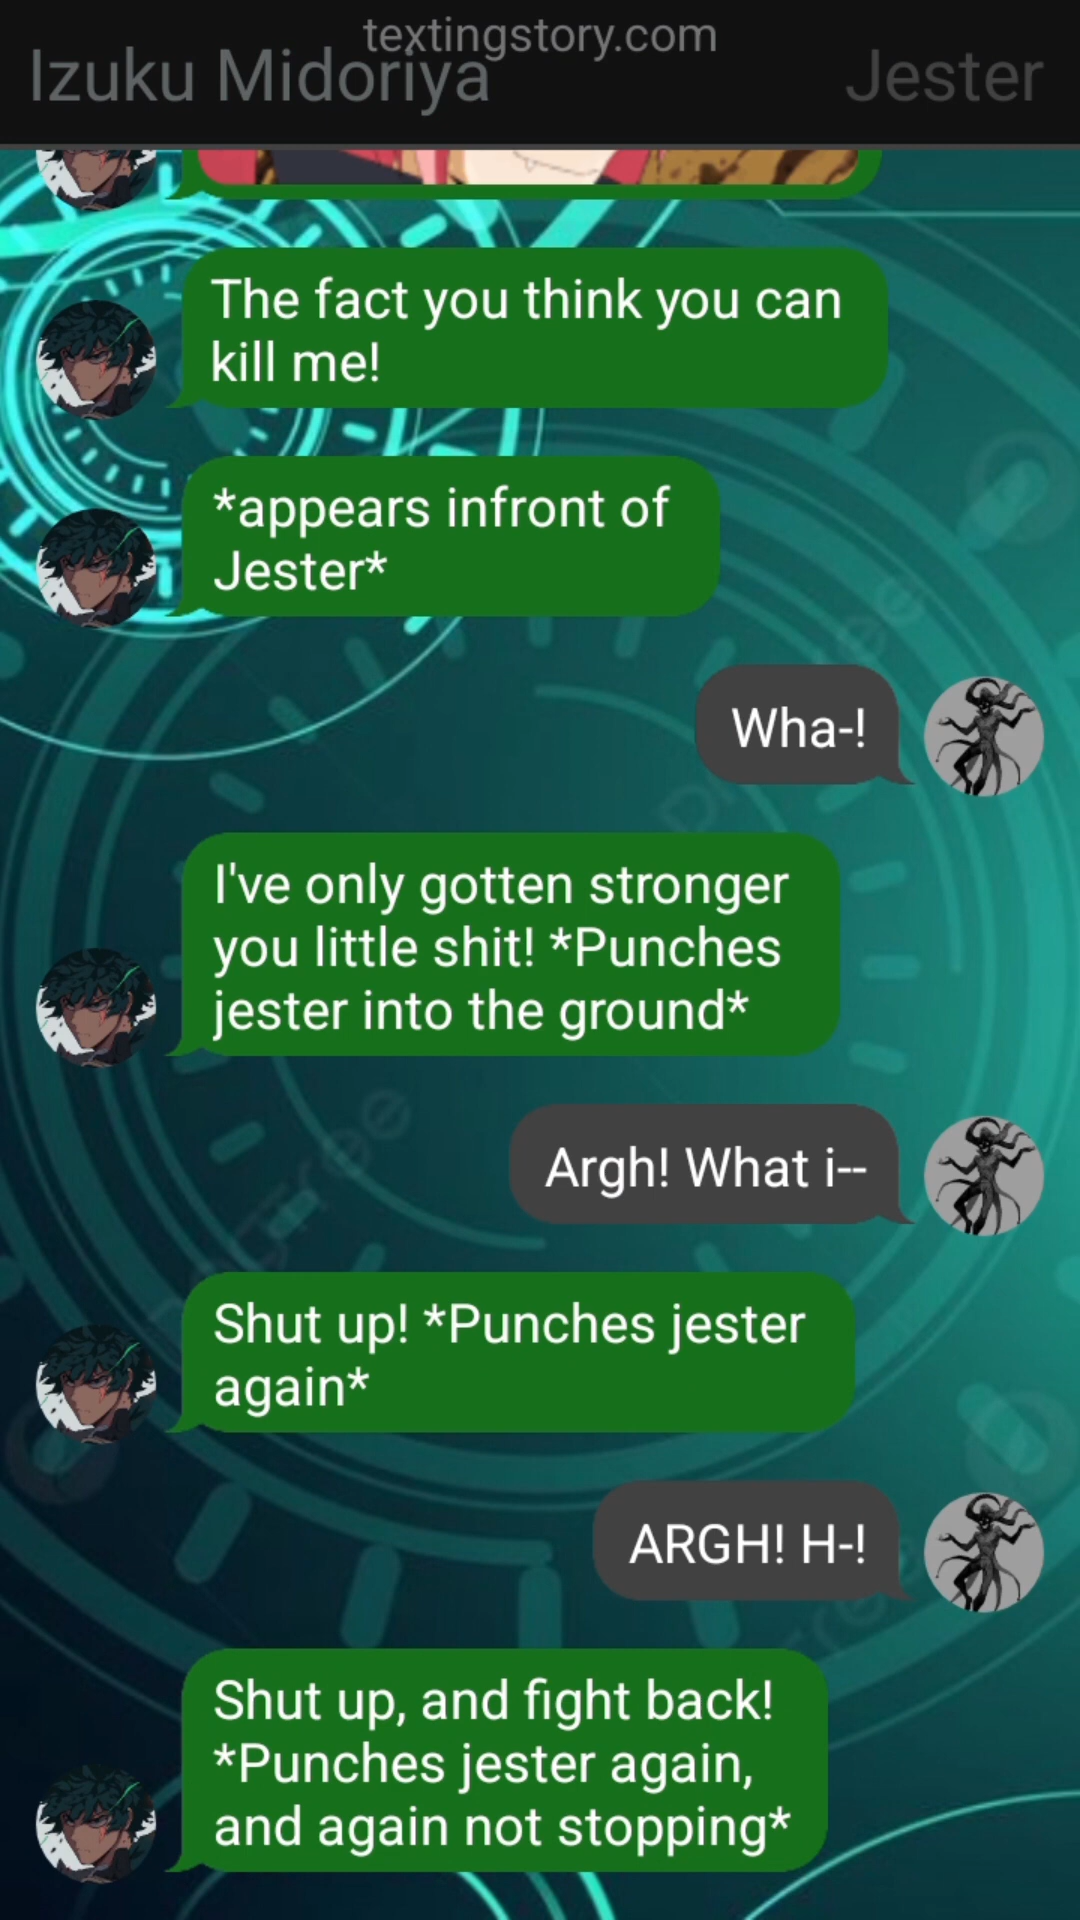 textingstory.com
Izuku Midoriya
Jester
The fact you think you can
kill me!
*appears infront of
Jester*
Wha-!
I've only gotten stronger
you little shit! *Punches
jester into the ground*
Argh! What i--
Shut up! *Punches jester
again*
ARGH! H-!
Shut up, and fight back!
*Punches jester again,
and again not stopping*